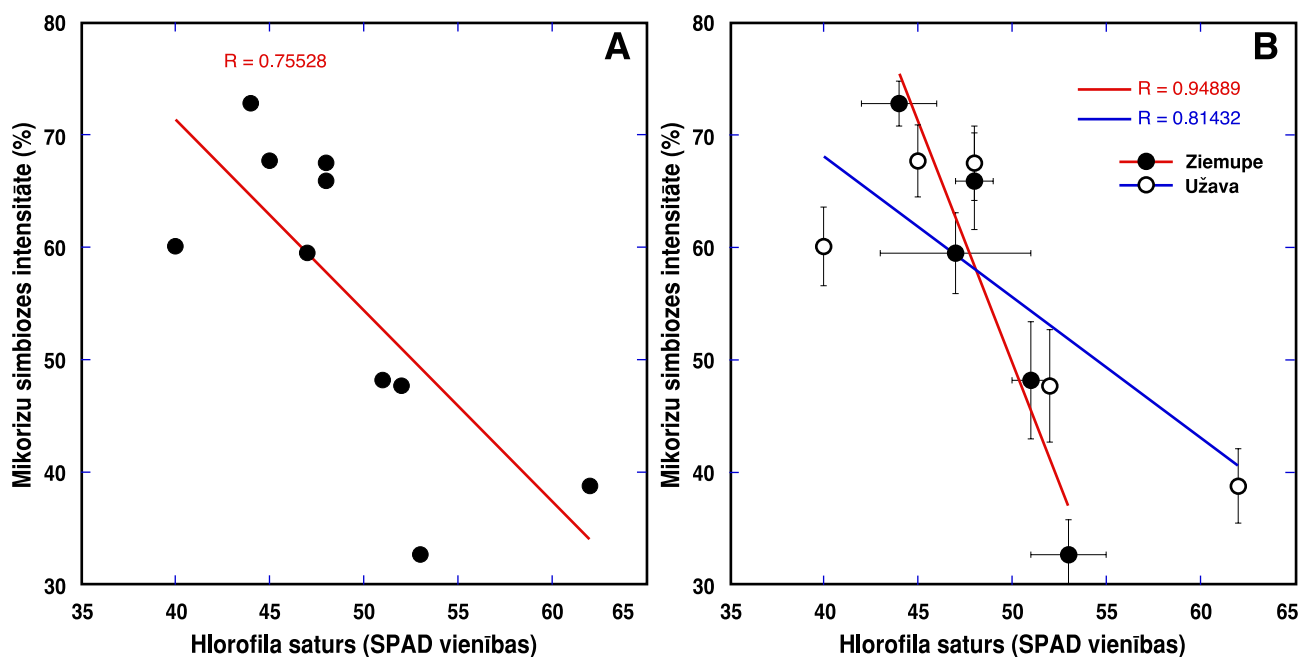 A
R = 0.75528
Mikorizu simbiozes intensitāte (%)
80
70
60
50
40
30
35
40
45
50
55
60
65
Hlorofila saturs (SPAD vienības)
B
R = 0.94889
R = 0.81432
Ziemupe
Užava
Mikorizu simbiozes intensitāte (%)
80
70
60
50
40
30
35
40
45
50
55
60
65
Hlorofila saturs (SPAD vienības)